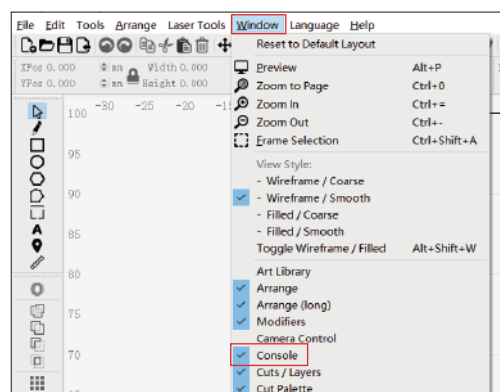 File Edit Tools Arrange Laser Tools Window Language Help
Reset to Default Layout
XPos 0.000 mm Width 0.000
YPos 0.000 mm Height 0.000
Preview Alt+P
Zoom to Page Ctrl+0
Zoom In Ctrl+=
Zoom Out Ctrl+-
Frame Selection Ctrl+Shift+A
View Style:
- Wireframe / Coarse
- Wireframe / Smooth
- Filled / Coarse
- Filled / Smooth
Toggle Wireframe / Filled Alt+Shift+W
Art Library
Arrange
Arrange (long)
Modifiers
Camera Control
Console
Cuts / Layers
Cut Palette
-30 -25 -20
100
95
90
85
80
75
70
A